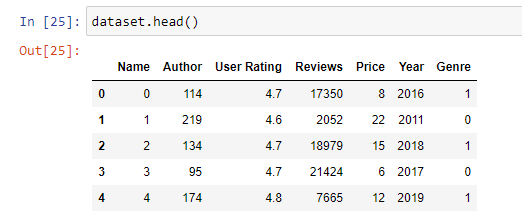 In [25]: dataset.head()
Out[25]:
Name Author User Rating Reviews Price Year Genre
0 0 114 4.7 17350 8 2016 1
1 1 219 4.6 2052 22 2011 0
2 2 134 4.7 18979 15 2018 1
3 3 95 4.7 21424 6 2017 0
4 4 174 4.8 7665 12 2019 1